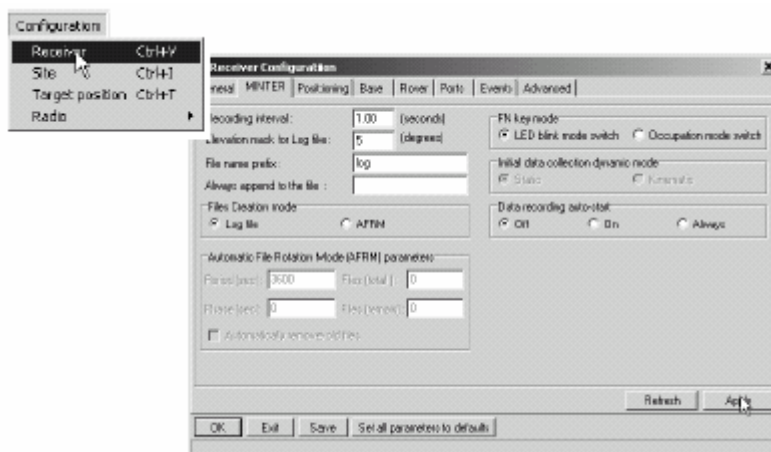 Configuration
Receiver Ctrl+V
Site Ctrl+I
Target position Ctrl+T
Radio
Receiver Configuration
MINTER Positioning Base Rover Ports Events Advanced
Recording interval: 1.00 (seconds)
Elevation mask for Log file: 5 (degrees)
File name prefix: log
Always append to the file :
Files Creation mode
Log file AFRM
Automatic File Rotation Mode (AFRM) parameters
Period (sec): 3600 Files (total): 0
Phase (sec): 0 Files (remain): 0
Automatically remove old files
FN key mode
LED blink mode switch Occupation mode switch
Initial data collection dynamic mode
Static Kinematic
Data recording auto-start
Off On Always
Refresh Apply
OK Exit Save Set all parameters to defaults